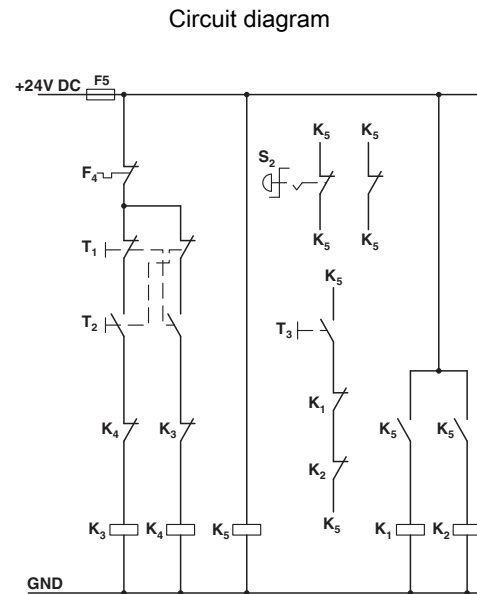 Circuit diagram
+24V DC F5
K₅ K₅
S₂
F₄
K₅ K₅
T₁
K₅
T₂ T₃
K₁
K₄ K₃ K₅ K₅
K₂
K₅
K₃ K₄ K₅ K₁ K₂
GND